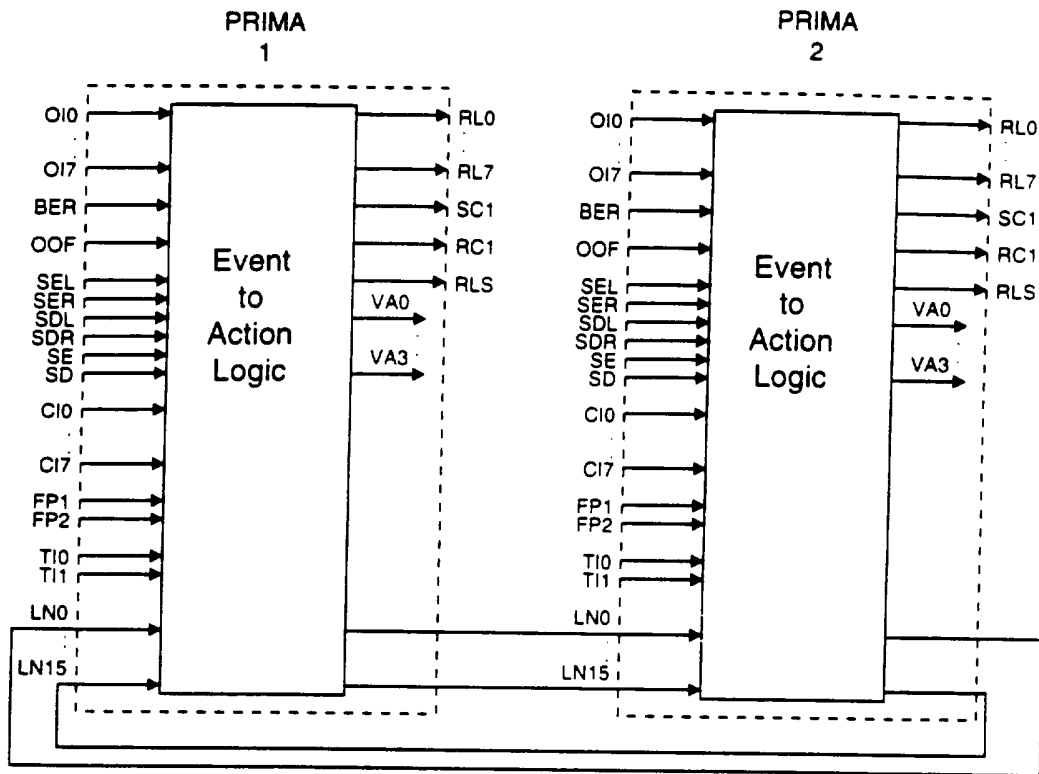 PRIMA
1
OI0
OI7
BER
OOF
SEL
SER
SDL
SDR
SE
SD
CI0
CI7
FP1
FP2
TI0
TI1
LN0
LN15
Event
to
Action
Logic
RL0
RL7
SC1
RC1
RLS
VA0
VA3
PRIMA
2
OI0
OI7
BER
OOF
SEL
SER
SDL
SDR
SE
SD
CI0
CI7
FP1
FP2
TI0
TI1
LN0
LN15
Event
to
Action
Logic
RL0
RL7
SC1
RC1
RLS
VA0
VA3